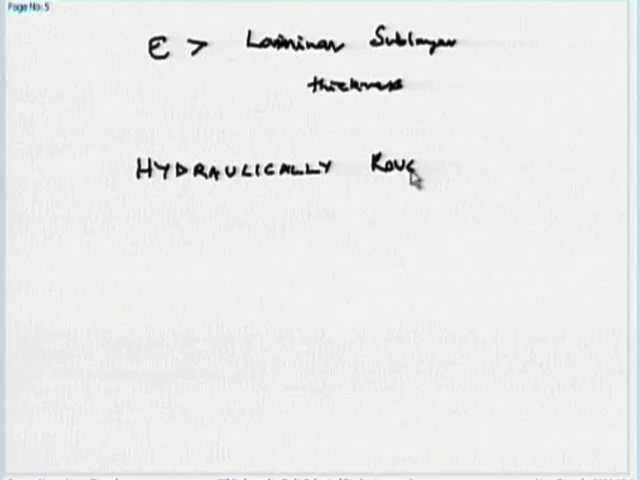 Page No: 5
ε > Laminar Sublayer
thickness
HYDRAULICALLY ROUG